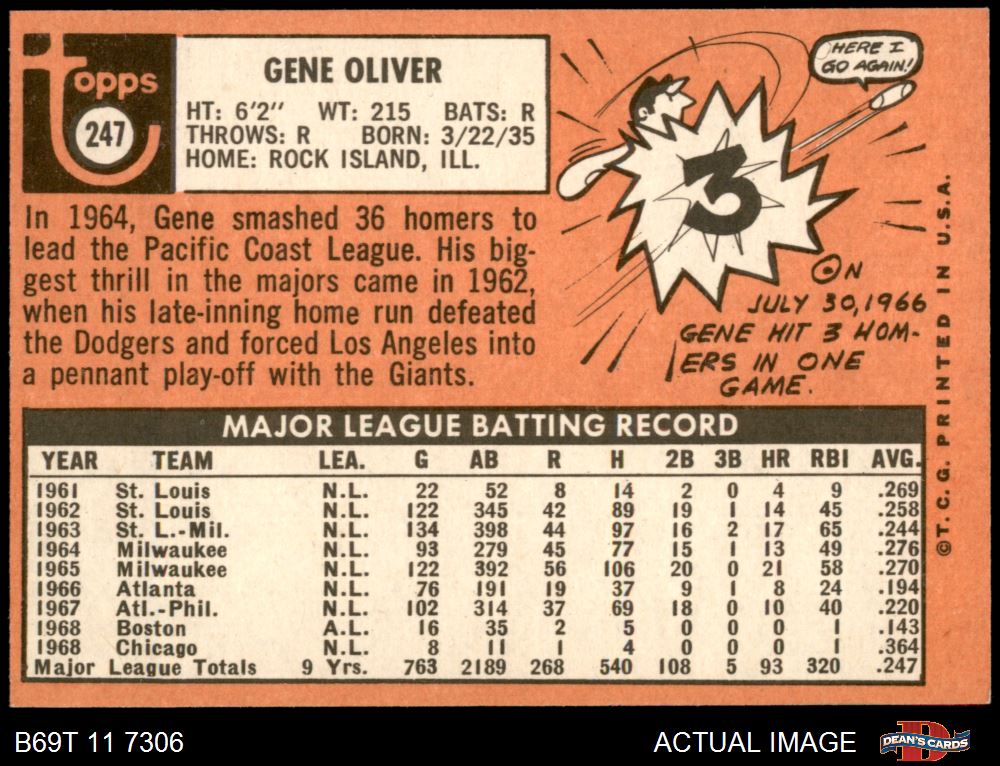 topps
247
GENE OLIVER
HT: 6'2" WT: 215 BATS: R
THROWS: R BORN: 3/22/35
HOME: ROCK ISLAND, ILL.
HERE I
GO AGAIN!
3
ON
JULY 30, 1966
GENE HIT 3 HOM-
ERS IN ONE
GAME.
In 1964, Gene smashed 36 homers to
lead the Pacific Coast League. His big-
gest thrill in the majors came in 1962,
when his late-inning home run defeated
the Dodgers and forced Los Angeles into
a pennant play-off with the Giants.
©T.C.G. PRINTED IN U.S.A.
MAJOR LEAGUE BATTING RECORD
YEAR TEAM LEA. G AB R H 2B 3B HR RBI AVG.
1961 St. Louis N.L. 22 52 8 14 2 0 4 9 .269
1962 St. Louis N.L. 122 345 42 89 19 1 14 45 .258
1963 St. L.-Mil. N.L. 134 398 44 97 16 2 17 65 .244
1964 Milwaukee N.L. 93 279 45 77 15 1 13 49 .276
1965 Milwaukee N.L. 122 392 56 106 20 0 21 58 .270
1966 Atlanta N.L. 76 191 19 37 9 1 8 24 .194
1967 Atl.-Phil. N.L. 102 314 37 69 18 0 10 40 .220
1968 Boston A.L. 16 35 2 5 0 0 0 1 .143
1968 Chicago N.L. 8 11 1 4 0 0 0 1 .364
Major League Totals 9 Yrs. 763 2189 268 540 108 5 93 320 .247
B69T 11 7306
ACTUAL IMAGE
D
DEAN'S CARDS